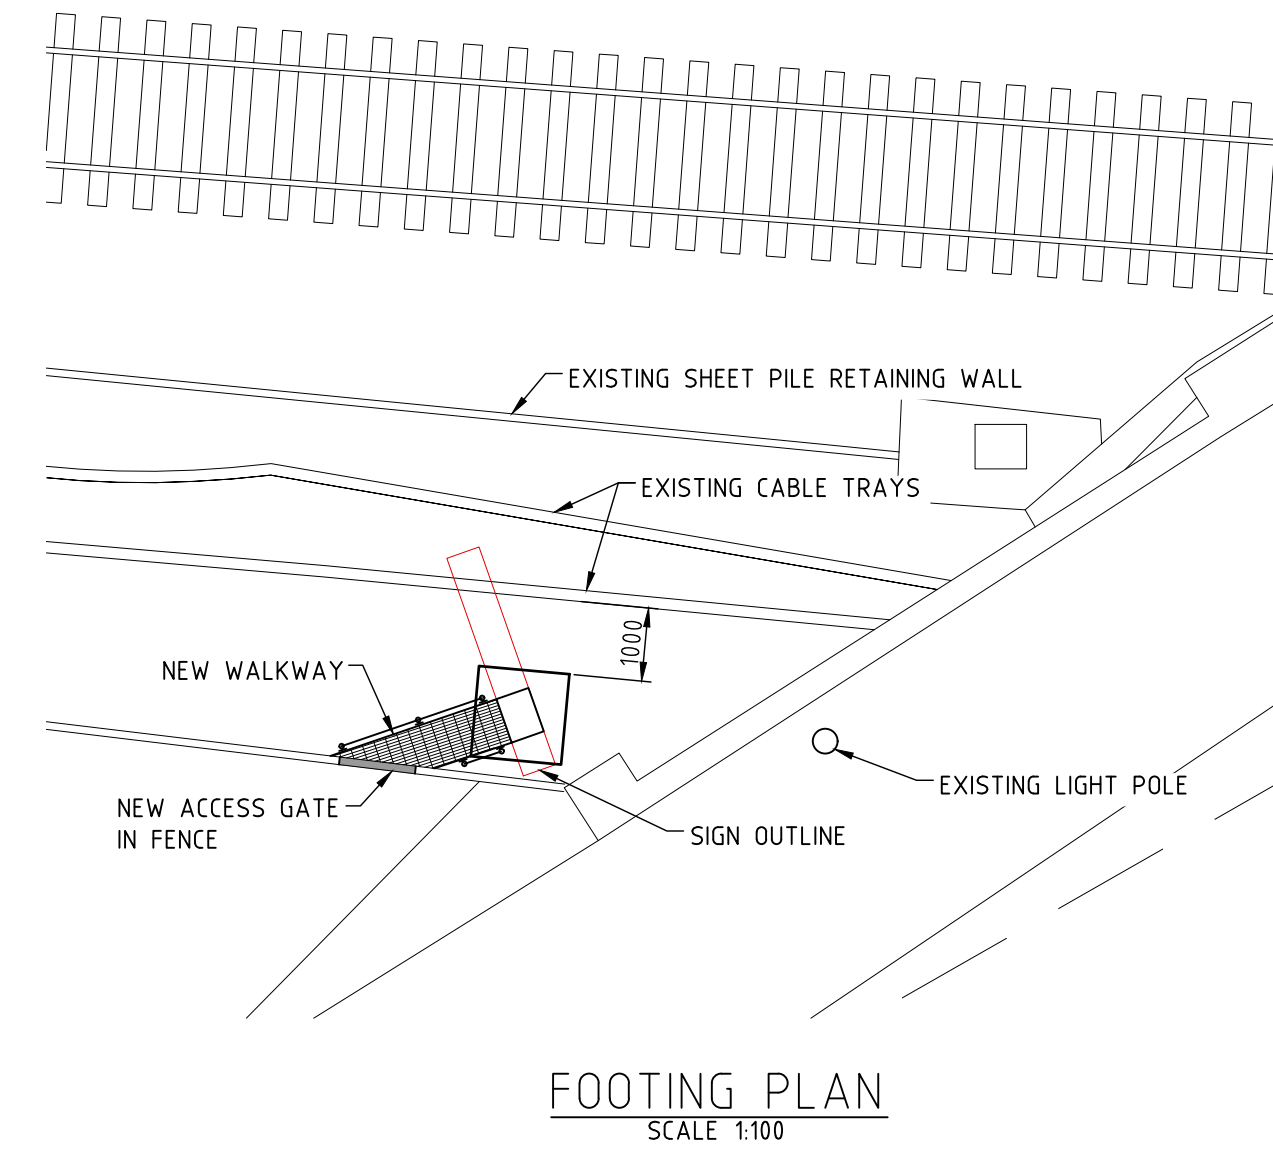 EXISTING SHEET PILE RETAINING WALL
EXISTING CABLE TRAYS
1000
NEW WALKWAY
EXISTING LIGHT POLE
NEW ACCESS GATE
IN FENCE
SIGN OUTLINE
FOOTING PLAN
SCALE 1:100